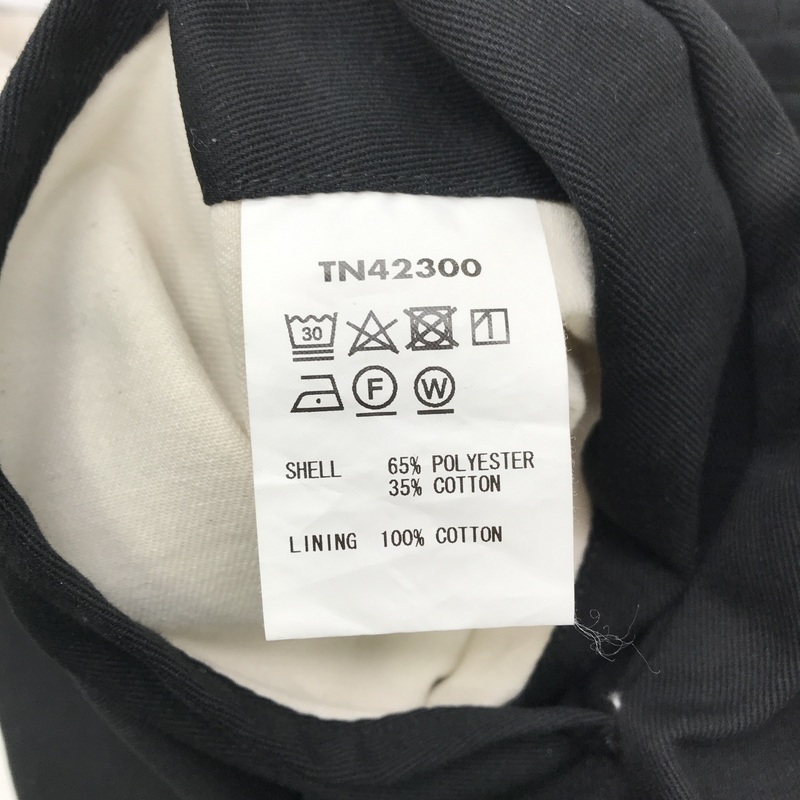 TN42300
30
F W
SHELL 65% POLYESTER
35% COTTON
LINING 100% COTTON